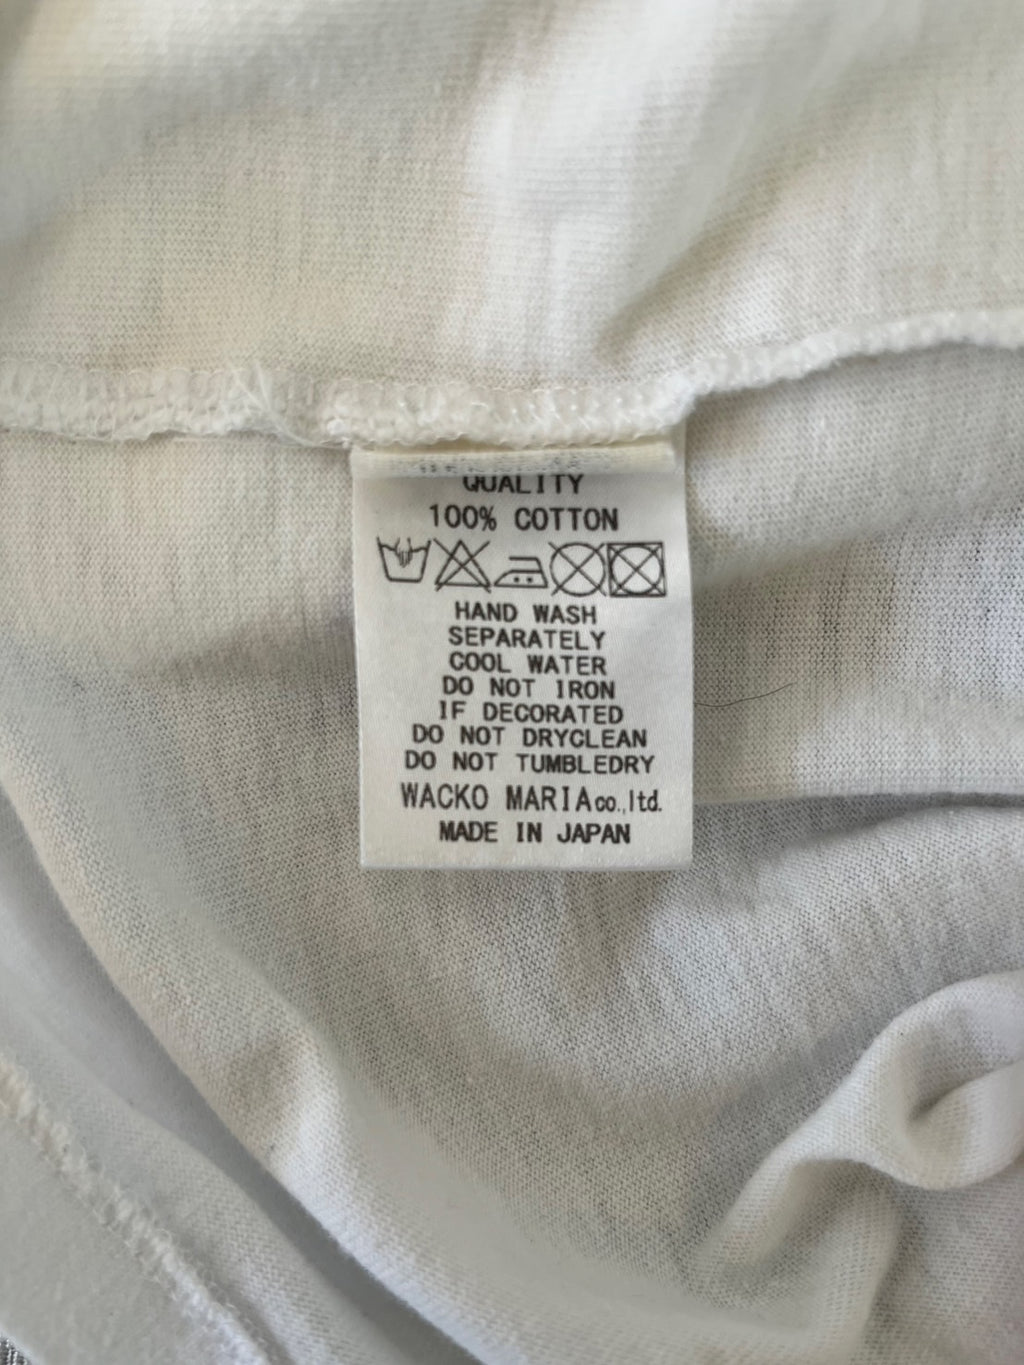 QUALITY
100% COTTON
HAND WASH
SEPARATELY
COOL WATER
DO NOT IRON
IF DECORATED
DO NOT DRYCLEAN
DO NOT TUMBLEDRY
WACKO MARIA co.,ltd.
MADE IN JAPAN